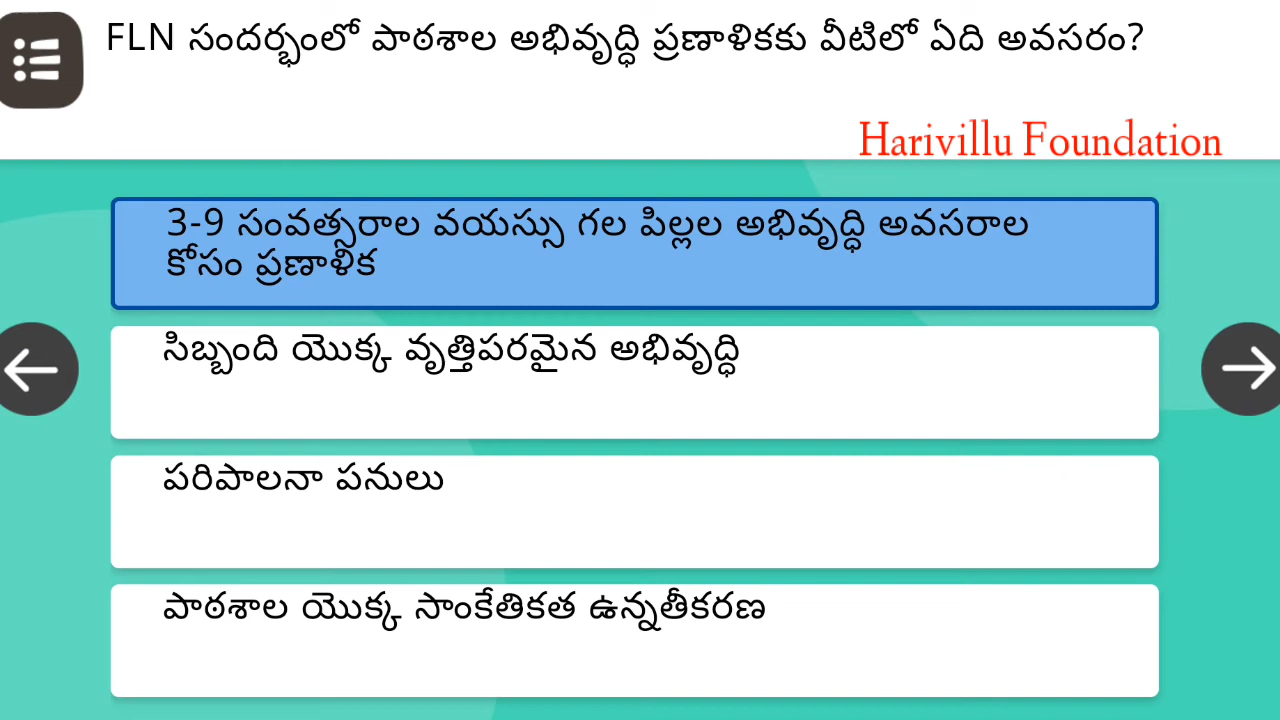 FLN సందర్భంలో పాఠశాల అభివృద్ధి ప్రణాళికకు వీటిలో ఏది అవసరం?
Harivillu Foundation
3-9 సంవత్సరాల వయస్సు గల పిల్లల అభివృద్ధి అవసరాల
కోసం ప్రణాళిక
సిబ్బంది యొక్క వృత్తిపరమైన అభివృద్ధి
పరిపాలనా పనులు
పాఠశాల యొక్క సాంకేతికత ఉన్నతీకరణ